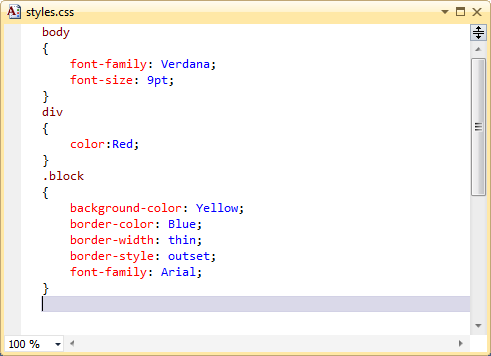 styles.css
body
{
    font-family: Verdana;
    font-size: 9pt;
}
div
{
    color:Red;
}
.block
{
    background-color: Yellow;
    border-color: Blue;
    border-width: thin;
    border-style: outset;
    font-family: Arial;
}
100 %